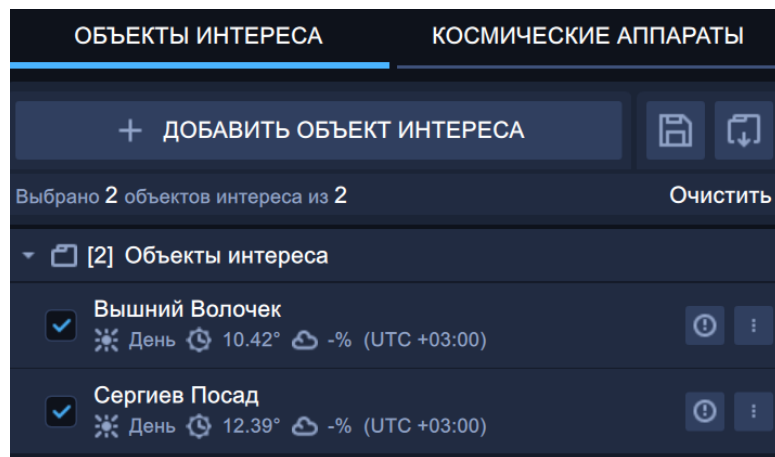 ОБЪЕКТЫ ИНТЕРЕСА КОСМИЧЕСКИЕ АППАРАТЫ
+ ДОБАВИТЬ ОБЪЕКТ ИНТЕРЕСА
Выбрано 2 объектов интереса из 2 Очистить
[2] Объекты интереса
Вышний Волочек
День 10.42° -% (UTC +03:00)
Сергиев Посад
День 12.39° -% (UTC +03:00)